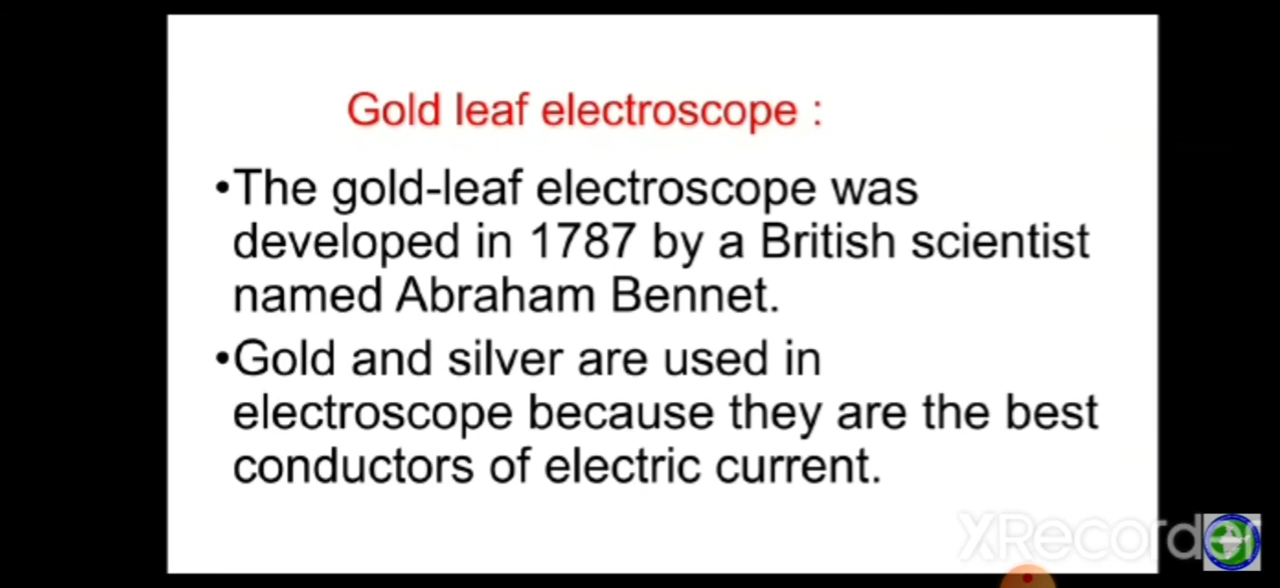 Gold leaf electroscope :
•The gold-leaf electroscope was
developed in 1787 by a British scientist
named Abraham Bennet.
•Gold and silver are used in
electroscope because they are the best
conductors of electric current.
XRecorder